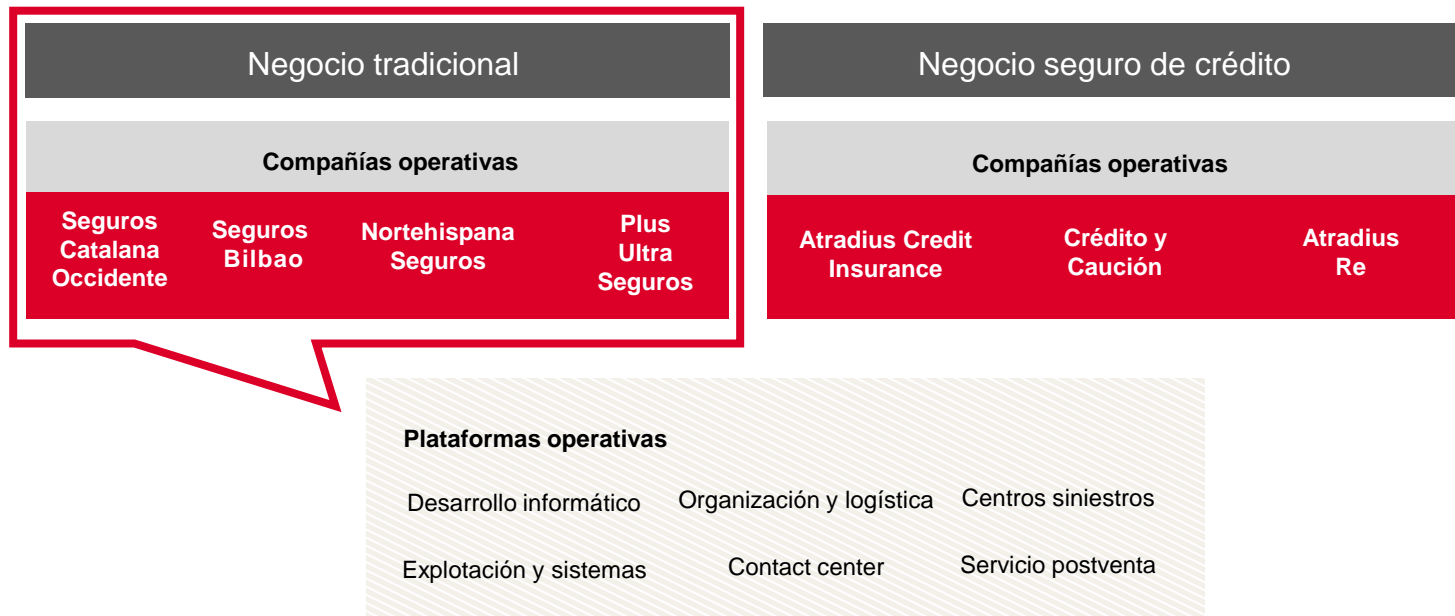 Negocio tradicional
Compañías operativas
Seguros
Catalana
Occidente
Seguros
Bilbao
Nortehispana
Seguros
Plus
Ultra
Seguros
Negocio seguro de crédito
Compañías operativas
Atradius Credit
Insurance
Crédito y
Caución
Atradius
Re
Plataformas operativas
Desarrollo informático
Organización y logística
Centros siniestros
Explotación y sistemas
Contact center
Servicio postventa